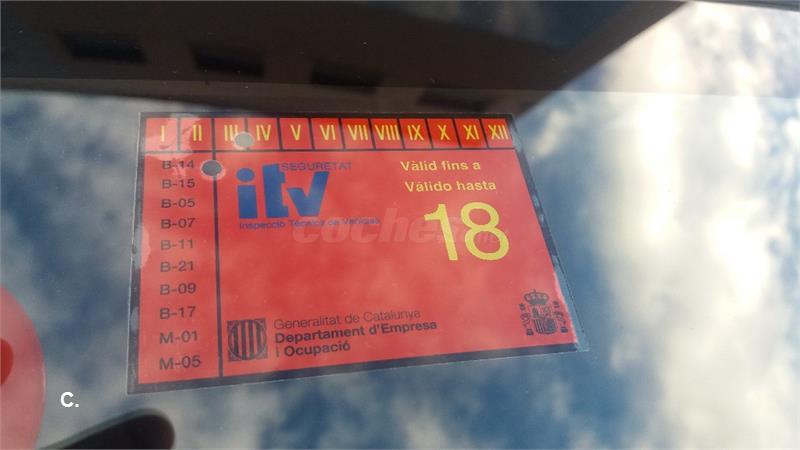 I II III IV V VI VII VIII IX X XI XII
B-14
B-15
B-05
B-07
B-11
B-21
B-09
B-17
M-01
M-05
SEGURETAT
itv
Inspecció Tècnica de Vehicles
Vàlid fins a
Válido hasta
18
Generalitat de Catalunya
Departament d'Empresa
i Ocupació
coches
C.